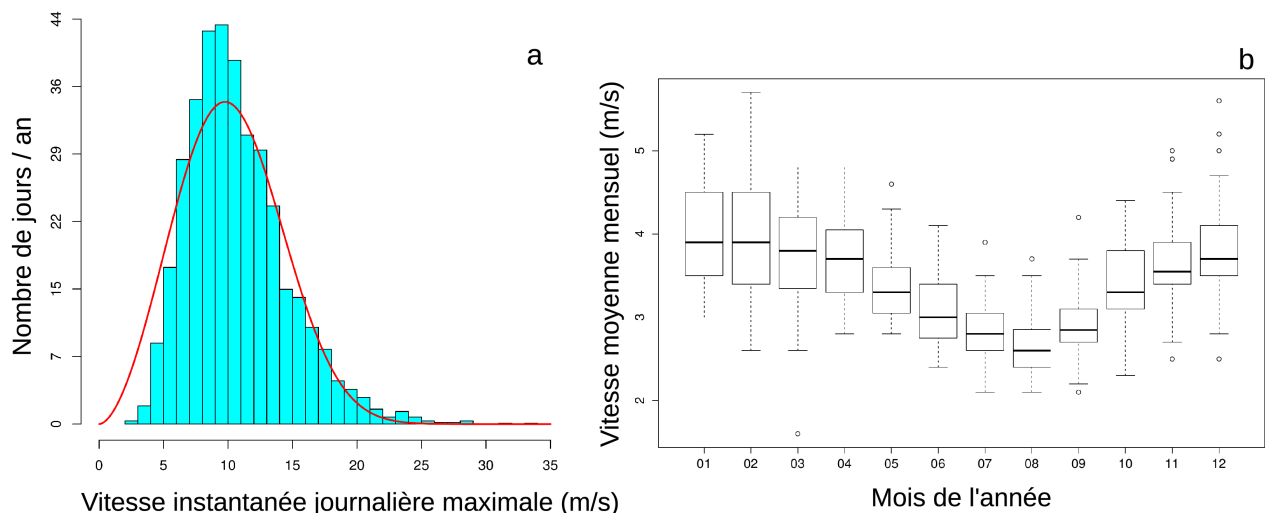 a
Nombre de jours / an
44
36
29
22
15
7
0
0 5 10 15 20 25 30 35
Vitesse instantanée journalière maximale (m/s)
b
Vitesse moyenne mensuel (m/s)
5
4
3
2
01 02 03 04 05 06 07 08 09 10 11 12
Mois de l'année